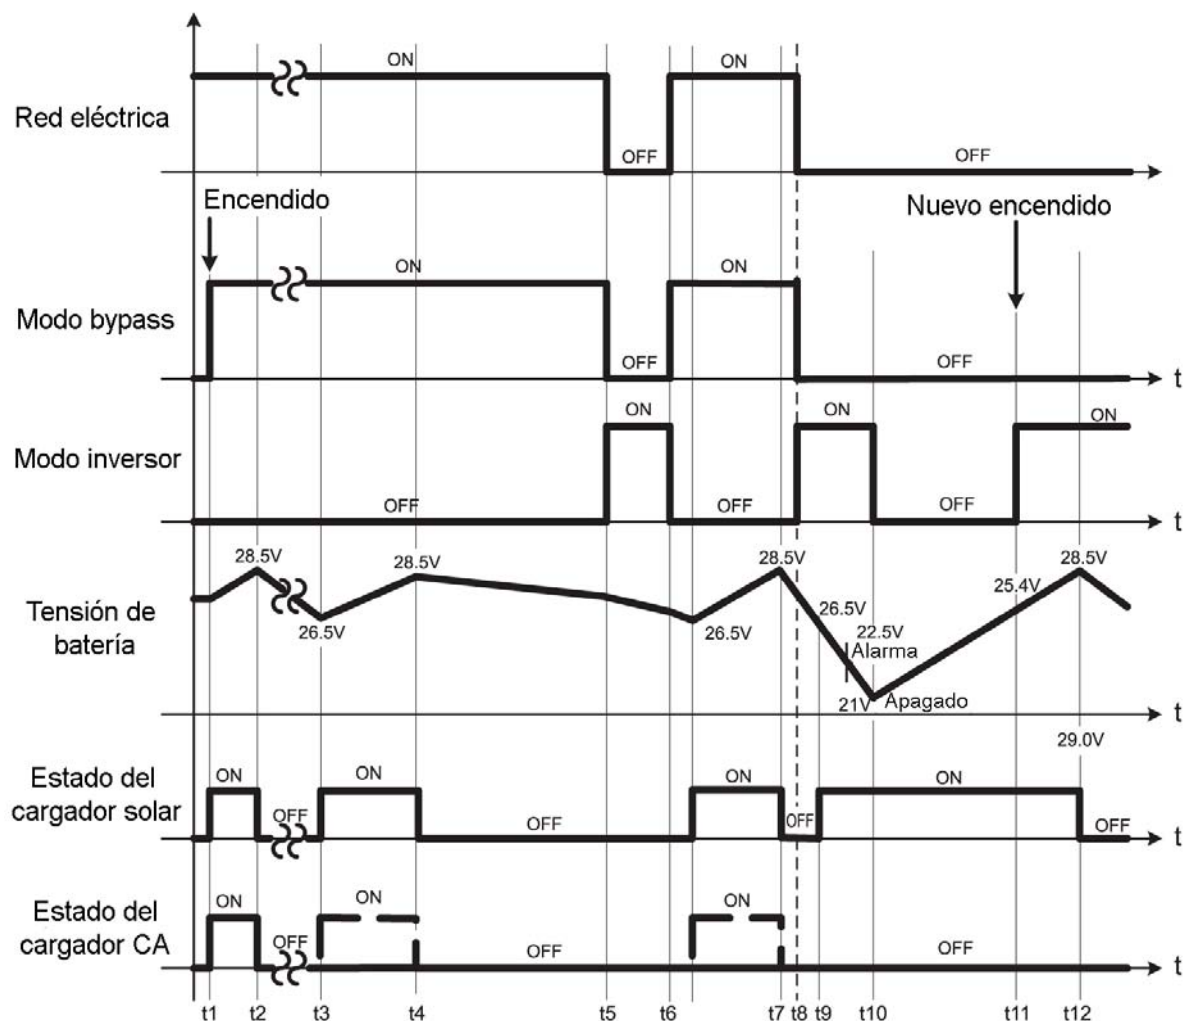 ON
ON
Red eléctrica
OFF
OFF
Encendido
Nuevo encendido
ON
ON
Modo bypass
OFF
OFF
t
ON
ON
ON
Modo inversor
OFF
OFF
OFF
t
28.5V
28.5V
28.5V
28.5V
Tensión de
batería
26.5V
26.5V
26.5V
22.5V
Alarma
25.4V
21V
Apagado
t
29.0V
Estado del
cargador solar
ON
ON
ON
ON
OFF
OFF
OFF
OFF
t
Estado del
cargador CA
ON
ON
ON
OFF
OFF
OFF
t
t1 t2 t3 t4 t5 t6 t7 t8 t9 t10 t11 t12